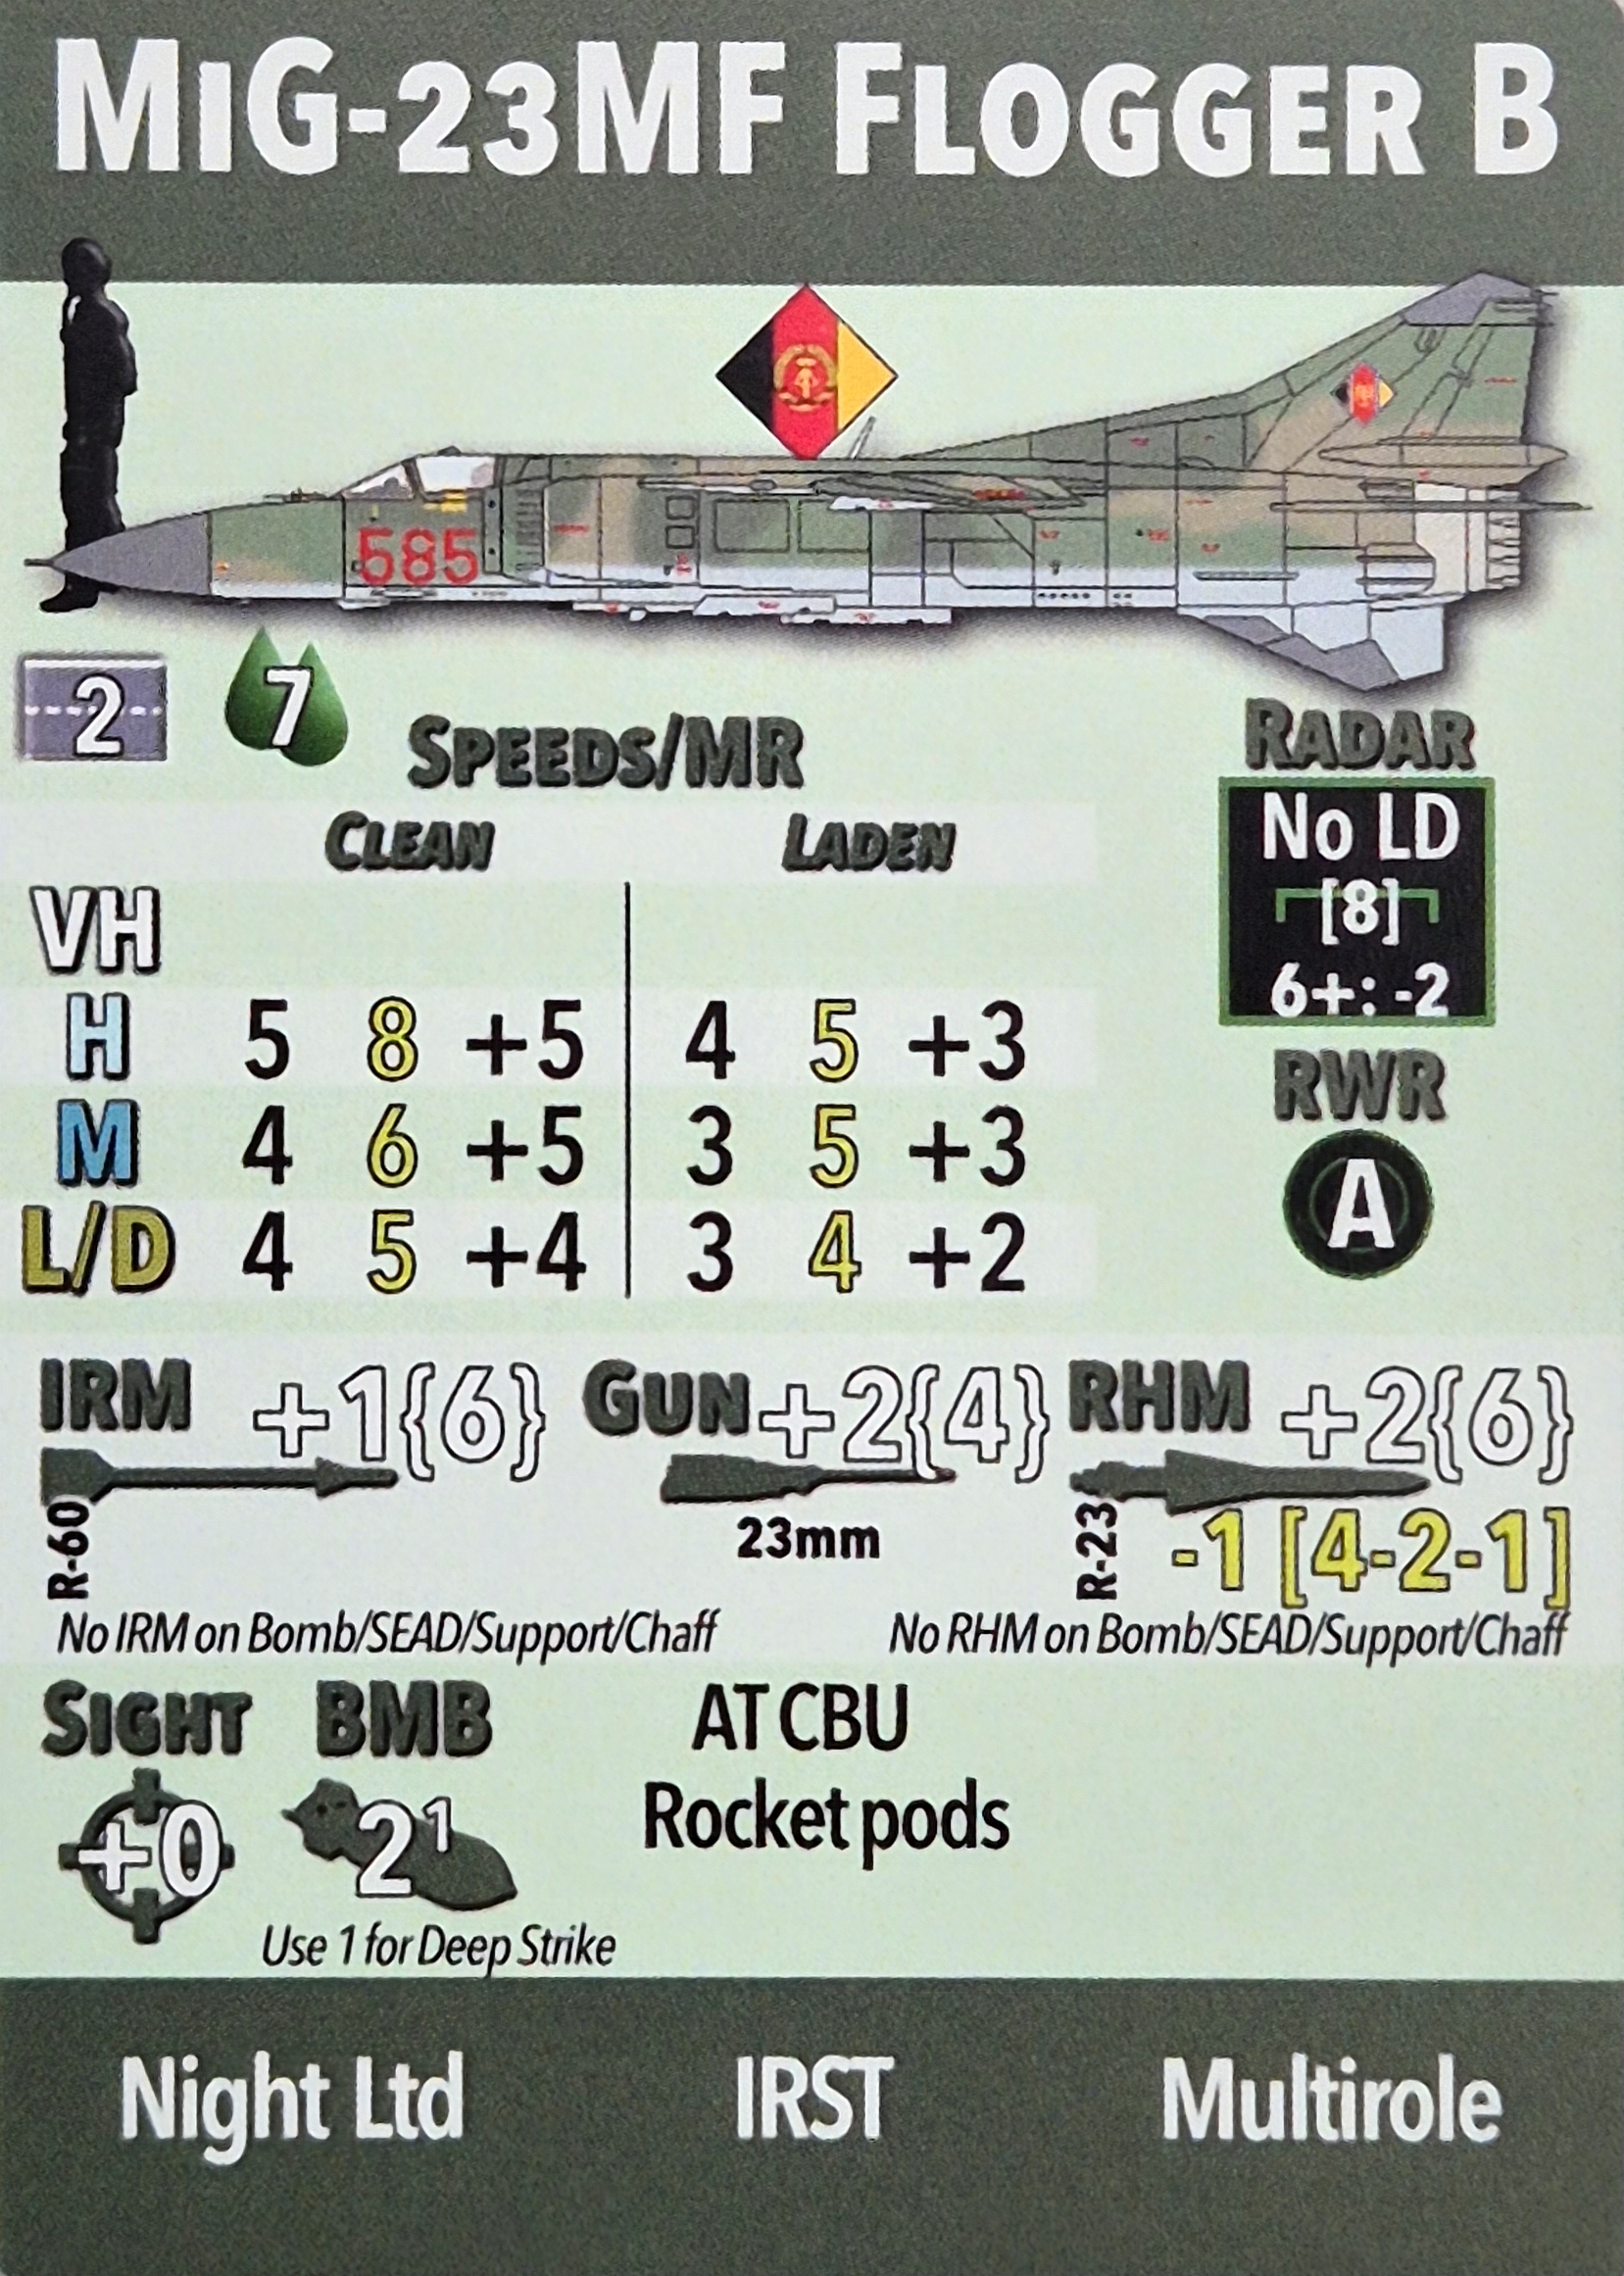 MiG-23MF Flogger B
585
2 7
Speeds/MR
Radar
Clean Laden
No LD
[8]
6+: -2
VH
H 5 8 +5 4 5 +3
RWR
A
M 4 6 +5 3 5 +3
L/D 4 5 +4 3 4 +2
IRM +1{6} Gun +2{4} RHM +2{6}
R-60 23mm R-23 -1 [4-2-1]
No IRM on Bomb/SEAD/Support/Chaff No RHM on Bomb/SEAD/Support/Chaff
Sight BMB AT CBU
+0 2¹ Rocket pods
Use 1 for Deep Strike
Night Ltd IRST Multirole